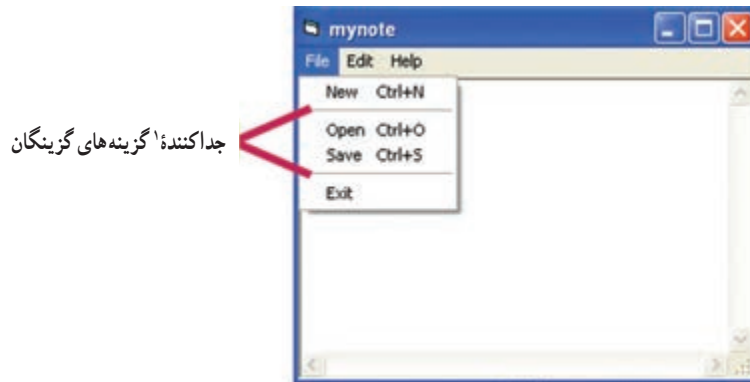 mynote
File Edit Help
New Ctrl+N
Open Ctrl+O
Save Ctrl+S
Exit
جداکنندهٔ۱ گزینه‌های گزینگان